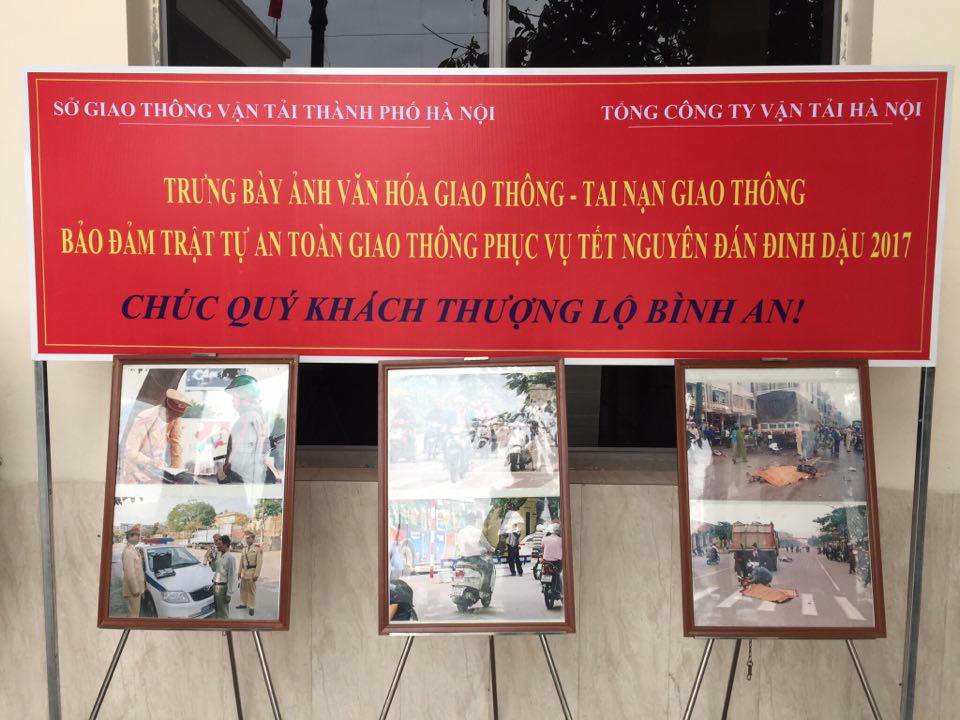 SỞ GIAO THÔNG VẬN TẢI THÀNH PHỐ HÀ NỘI
TỔNG CÔNG TY VẬN TẢI HÀ NỘI
TRƯNG BÀY ẢNH VĂN HÓA GIAO THÔNG - TAI NẠN GIAO THÔNG
BẢO ĐẢM TRẬT TỰ AN TOÀN GIAO THÔNG PHỤC VỤ TẾT NGUYÊN ĐÁN ĐINH DẬU 2017
CHÚC QUÝ KHÁCH THƯỢNG LỘ BÌNH AN!